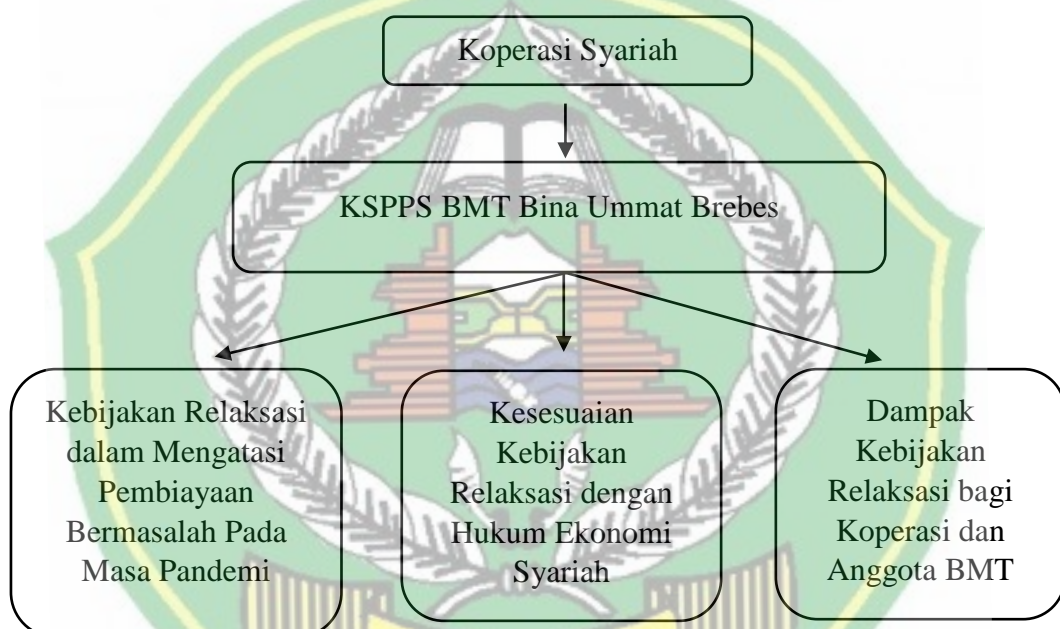 Koperasi Syariah
KSPPS BMT Bina Ummat Brebes
Kebijakan Relaksasi
dalam Mengatasi
Pembiayaan
Bermasalah Pada
Masa Pandemi
Kesesuaian
Kebijakan
Relaksasi dengan
Hukum Ekonomi
Syariah
Dampak
Kebijakan
Relaksasi bagi
Koperasi dan
Anggota BMT